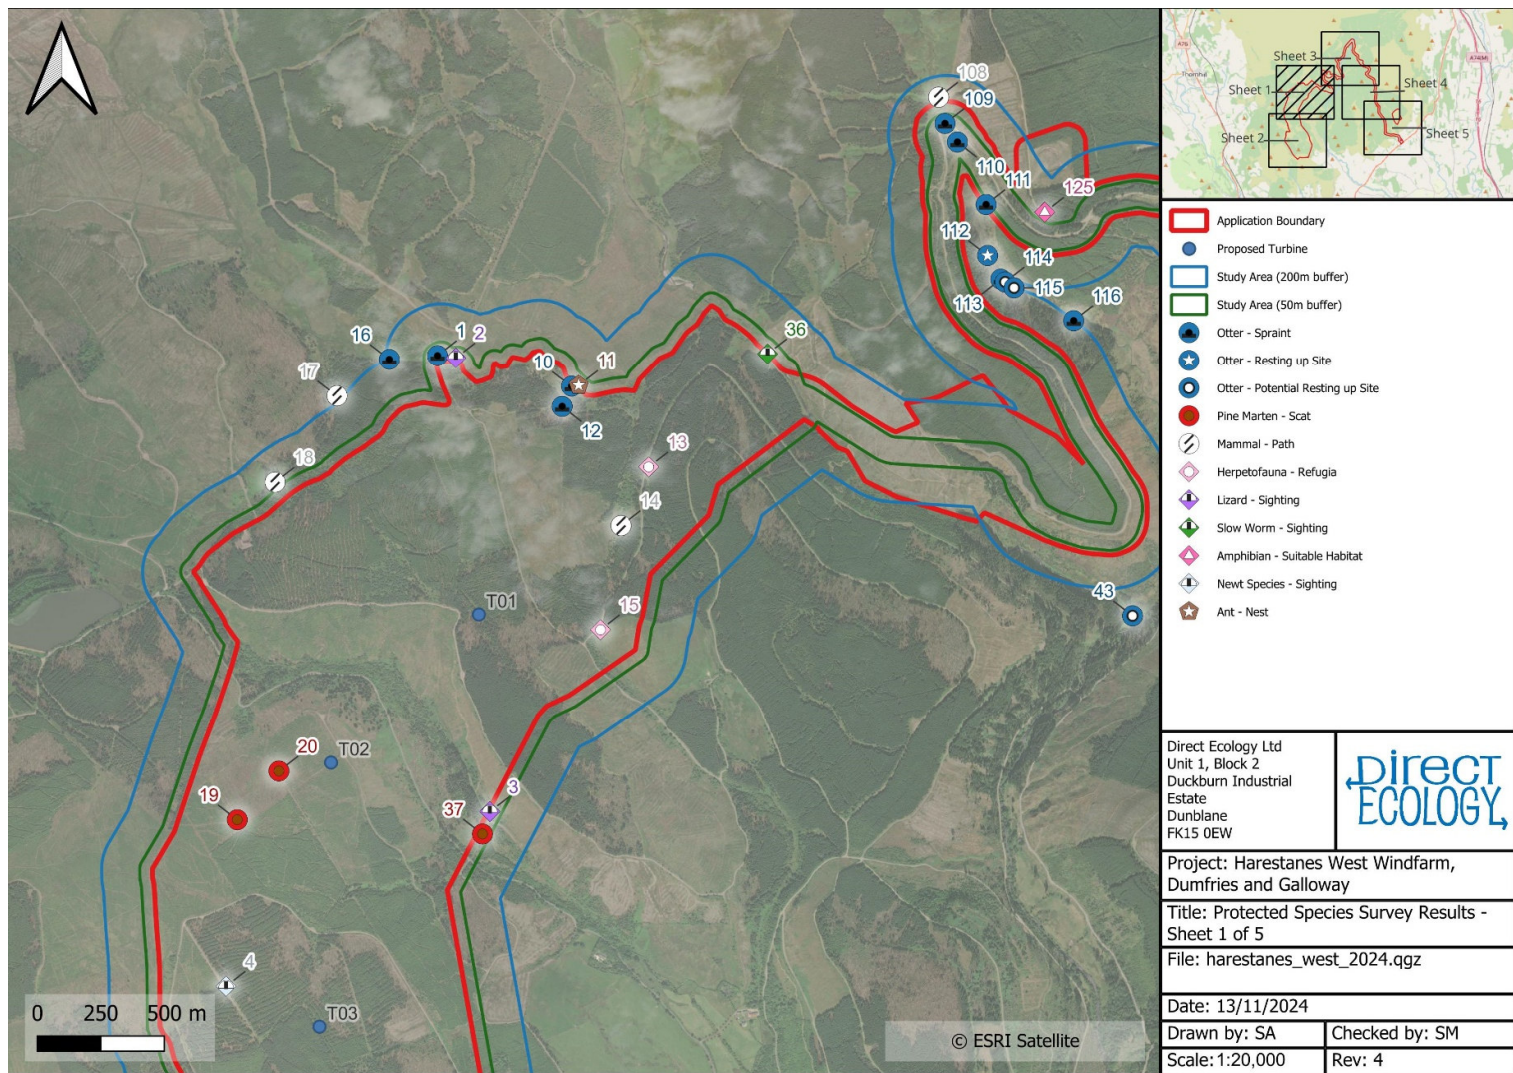 108
109
110
111
125
112
114
113
115
116
36
1
2
16
10
11
17
12
13
18
14
43
T01
15
20
T02
19
3
37
4
T03
0 250 500 m
© ESRI Satellite
A76
Thornhill
A74(M)
Sheet 3
Sheet 1
Sheet 4
Sheet 2
Sheet 5
Application Boundary
Proposed Turbine
Study Area (200m buffer)
Study Area (50m buffer)
Otter - Spraint
Otter - Resting up Site
Otter - Potential Resting up Site
Pine Marten - Scat
Mammal - Path
Herpetofauna - Refugia
Lizard - Sighting
Slow Worm - Sighting
Amphibian - Suitable Habitat
Newt Species - Sighting
Ant - Nest
Direct Ecology Ltd
Unit 1, Block 2
Duckburn Industrial
Estate
Dunblane
FK15 0EW
DIRECT
ECOLOGY
Project: Harestanes West Windfarm,
Dumfries and Galloway
Title: Protected Species Survey Results -
Sheet 1 of 5
File: harestanes_west_2024.qgz
Date: 13/11/2024
Drawn by: SA
Checked by: SM
Scale:1:20,000
Rev: 4